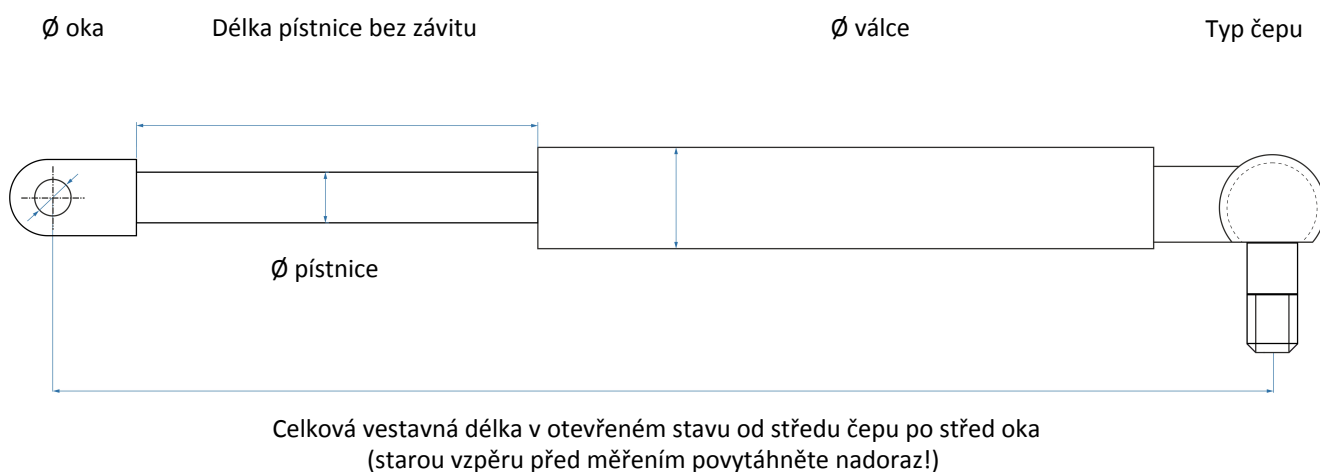 Ø oka
Délka pístnice bez závitu
Ø válce
Typ čepu
Ø pístnice
Celková vestavná délka v otevřeném stavu od středu čepu po střed oka
(starou vzpěru před měřením povytáhněte nadoraz!)